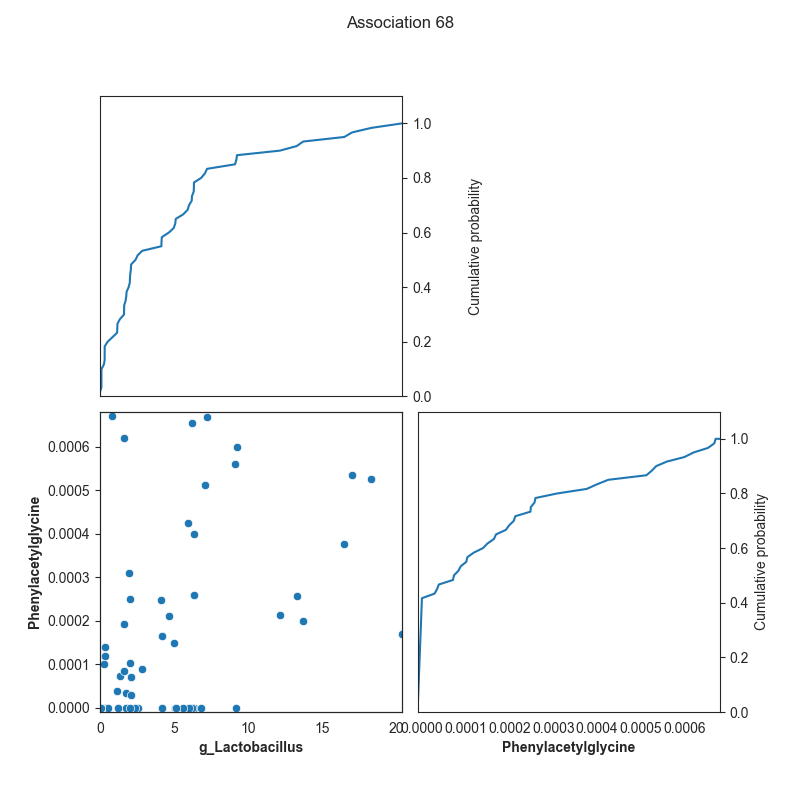 Association 68
1.0
0.8
0.6
0.4
0.2
0.0
Cumulative probability
0.0006
0.0005
0.0004
0.0003
0.0002
0.0001
0.0000
Phenylacetylglycine
0 5 10 15 20
g_Lactobacillus
1.0
0.8
0.6
0.4
0.2
0.0
Cumulative probability
0.0000 0.0001 0.0002 0.0003 0.0004 0.0005 0.0006
Phenylacetylglycine